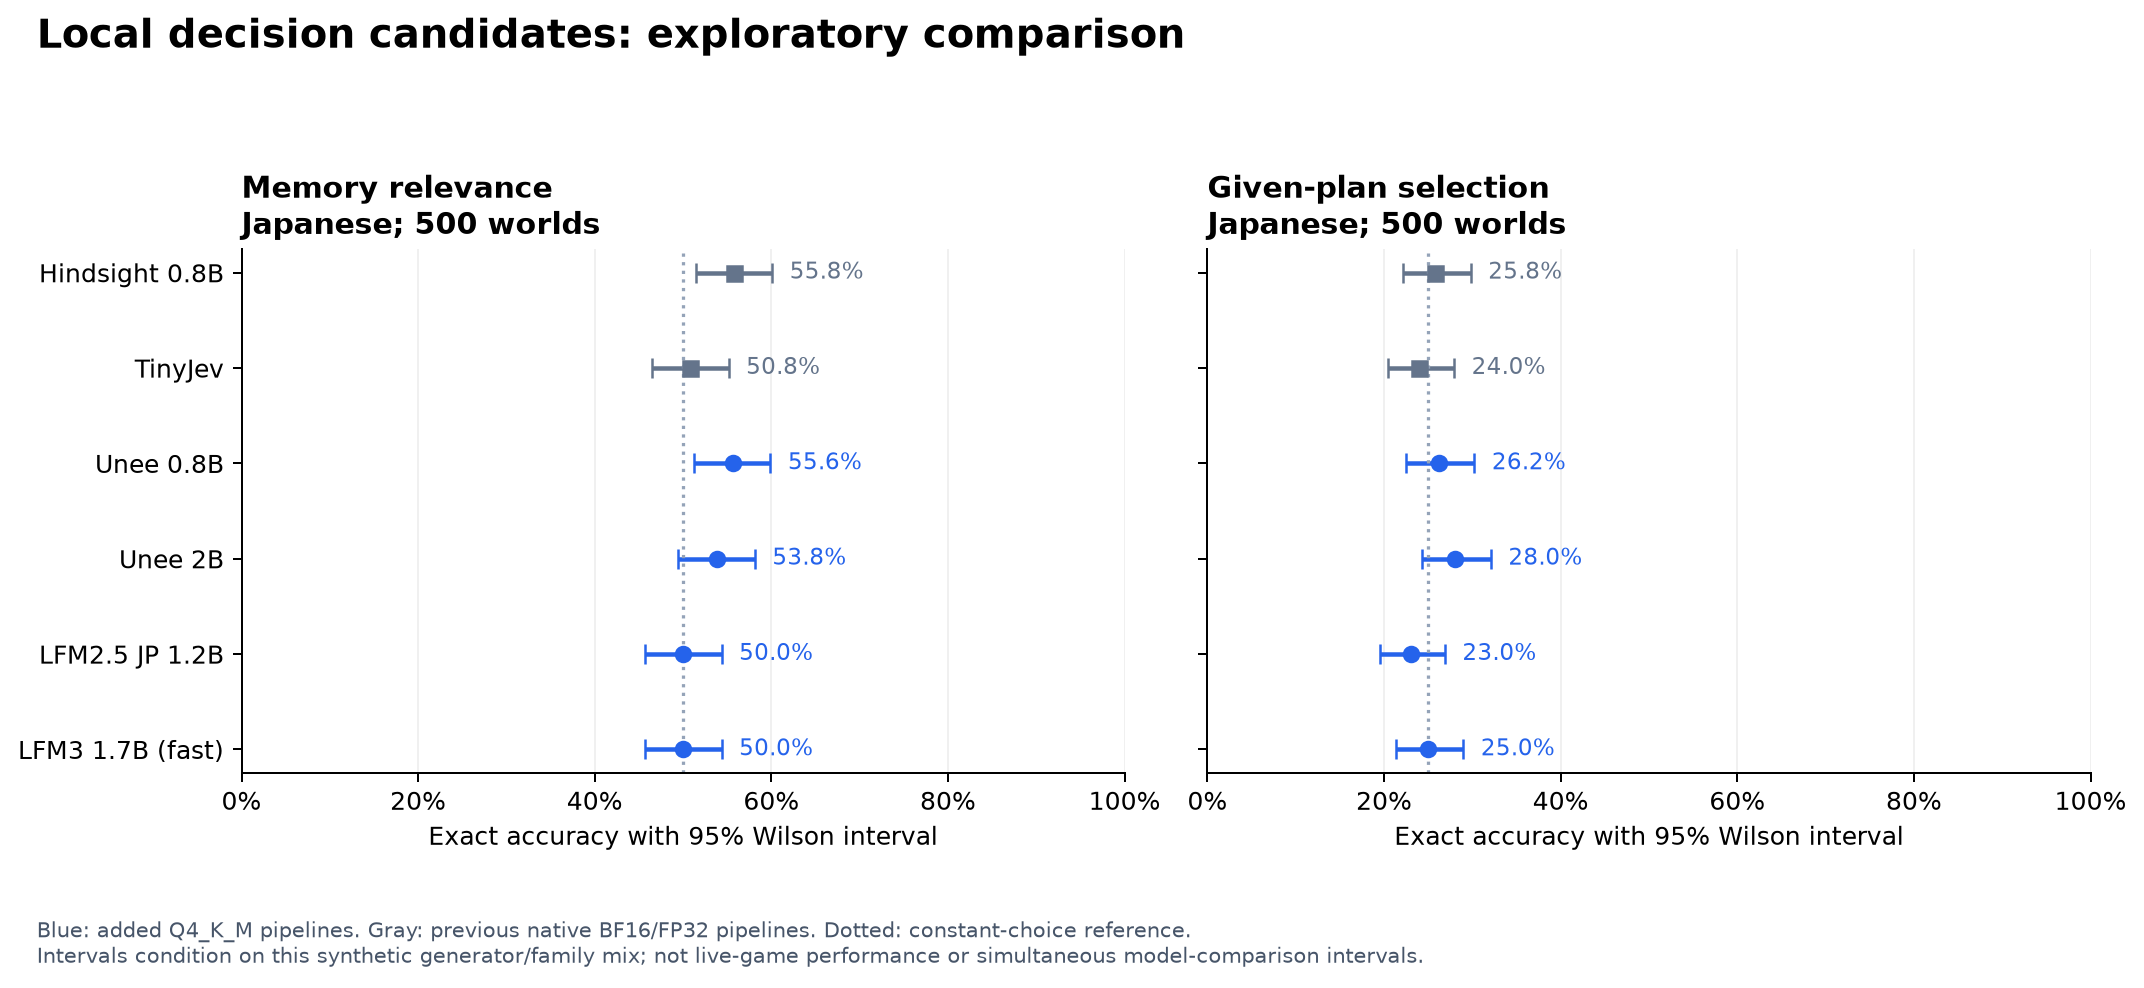 Local decision candidates: exploratory comparison
Memory relevance
Japanese; 500 worlds
Hindsight 0.8B
55.8%
TinyJev
50.8%
Unee 0.8B
55.6%
Unee 2B
53.8%
LFM2.5 JP 1.2B
50.0%
LFM3 1.7B (fast)
50.0%
0% 20% 40% 60% 80% 100%
Exact accuracy with 95% Wilson interval
Given-plan selection
Japanese; 500 worlds
25.8%
24.0%
26.2%
28.0%
23.0%
25.0%
0% 20% 40% 60% 80% 100%
Exact accuracy with 95% Wilson interval
Blue: added Q4_K_M pipelines. Gray: previous native BF16/FP32 pipelines. Dotted: constant-choice reference.
Intervals condition on this synthetic generator/family mix; not live-game performance or simultaneous model-comparison intervals.